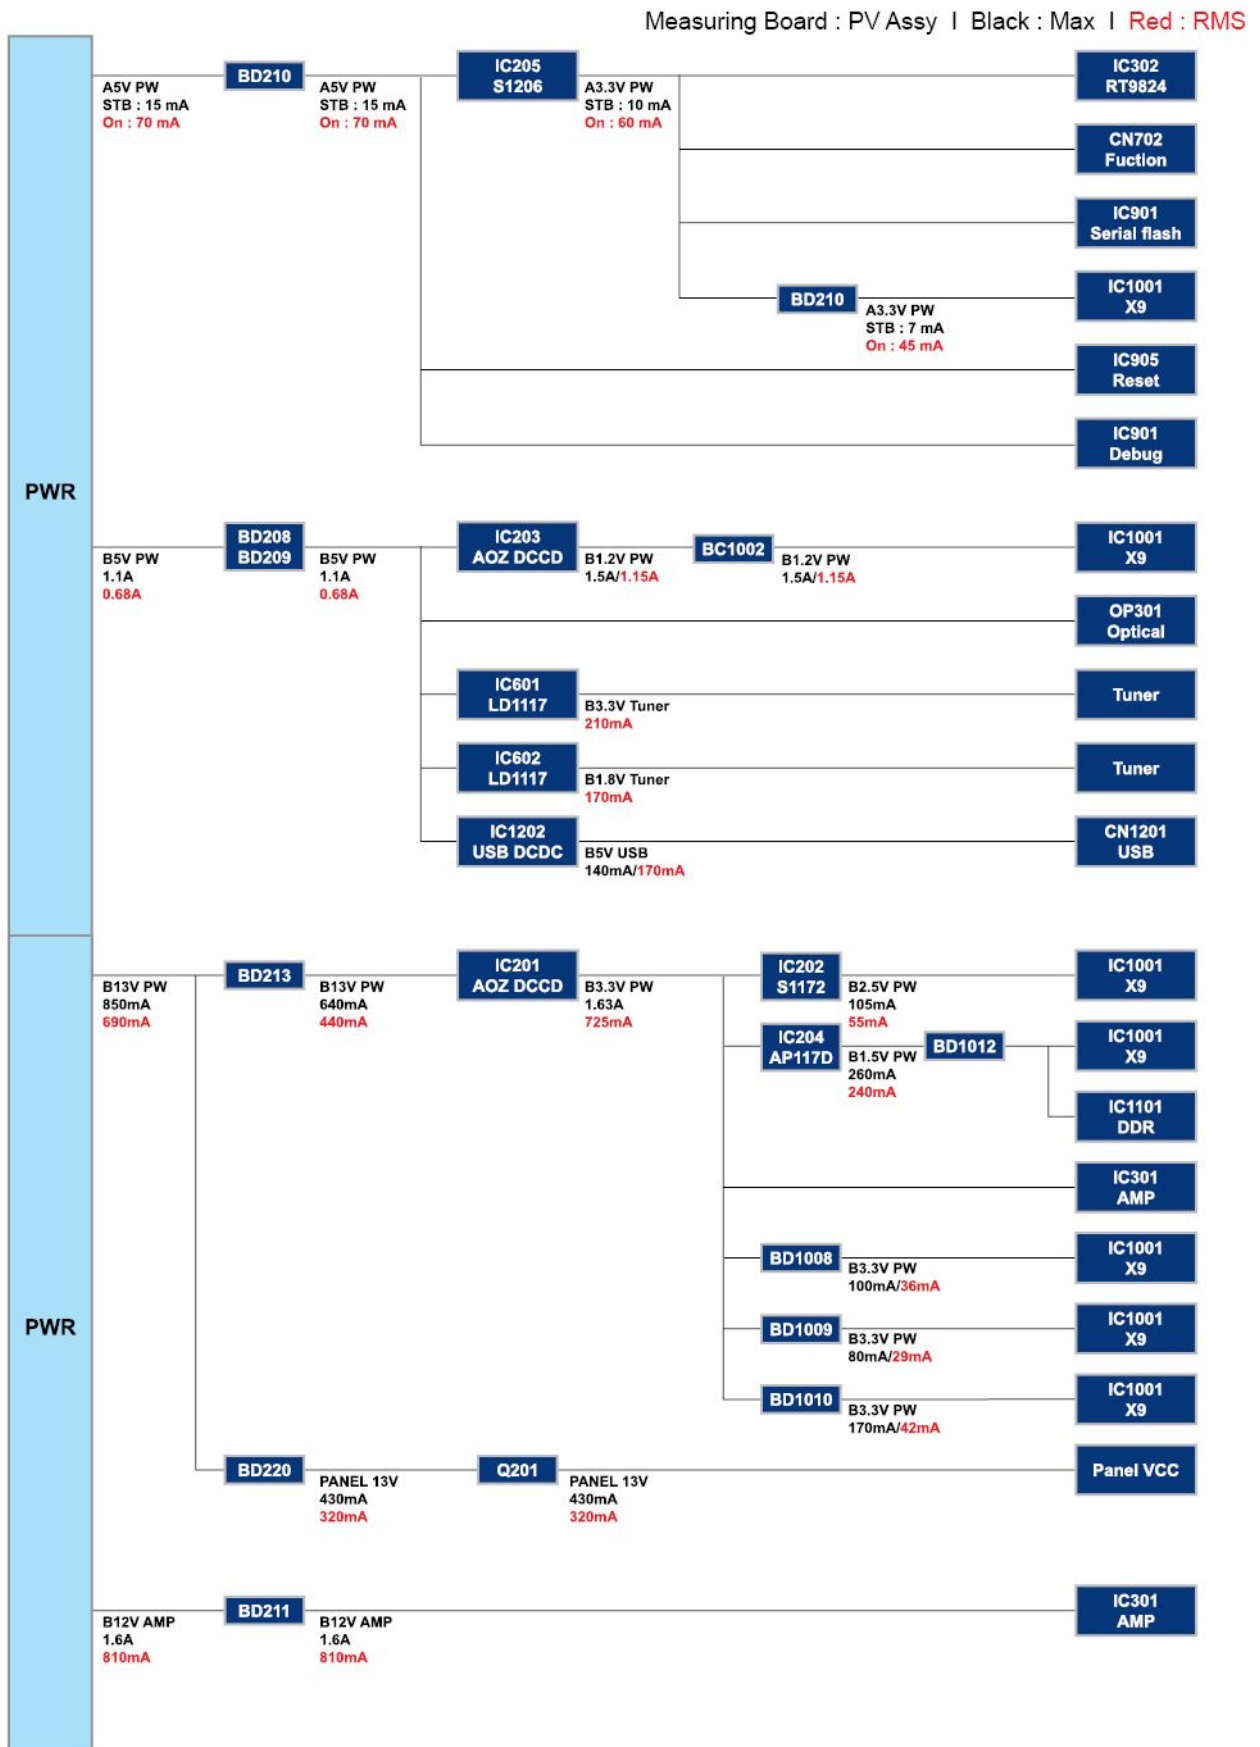 Measuring Board : PV Assy I Black : Max I Red : RMS
PWR
A5V PW
STB : 15 mA
On : 70 mA
BD210
A5V PW
STB : 15 mA
On : 70 mA
IC205
S1206
A3.3V PW
STB : 10 mA
On : 60 mA
IC302
RT9824
CN702
Fuction
IC901
Serial flash
BD210
A3.3V PW
STB : 7 mA
On : 45 mA
IC1001
X9
IC905
Reset
IC901
Debug
B5V PW
1.1A
0.68A
BD208
BD209
B5V PW
1.1A
0.68A
IC203
AOZ DCCD
B1.2V PW
1.5A/1.15A
BC1002
B1.2V PW
1.5A/1.15A
IC1001
X9
OP301
Optical
IC601
LD1117
B3.3V Tuner
210mA
Tuner
IC602
LD1117
B1.8V Tuner
170mA
Tuner
IC1202
USB DCDC
B5V USB
140mA/170mA
CN1201
USB
PWR
B13V PW
850mA
690mA
BD213
B13V PW
640mA
440mA
IC201
AOZ DCCD
B3.3V PW
1.63A
725mA
IC202
S1172
B2.5V PW
105mA
55mA
IC1001
X9
IC204
AP117D
B1.5V PW
260mA
240mA
BD1012
IC1001
X9
IC1101
DDR
IC301
AMP
BD1008
B3.3V PW
100mA/36mA
IC1001
X9
BD1009
B3.3V PW
80mA/29mA
IC1001
X9
BD1010
B3.3V PW
170mA/42mA
IC1001
X9
BD220
PANEL 13V
430mA
320mA
Q201
PANEL 13V
430mA
320mA
Panel VCC
B12V AMP
1.6A
810mA
BD211
B12V AMP
1.6A
810mA
IC301
AMP